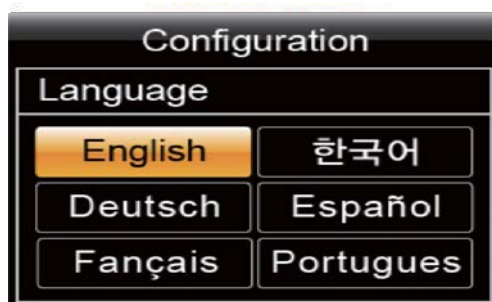 Configuration
Language
English 한국어
Deutsch Español
Fançais Portugues